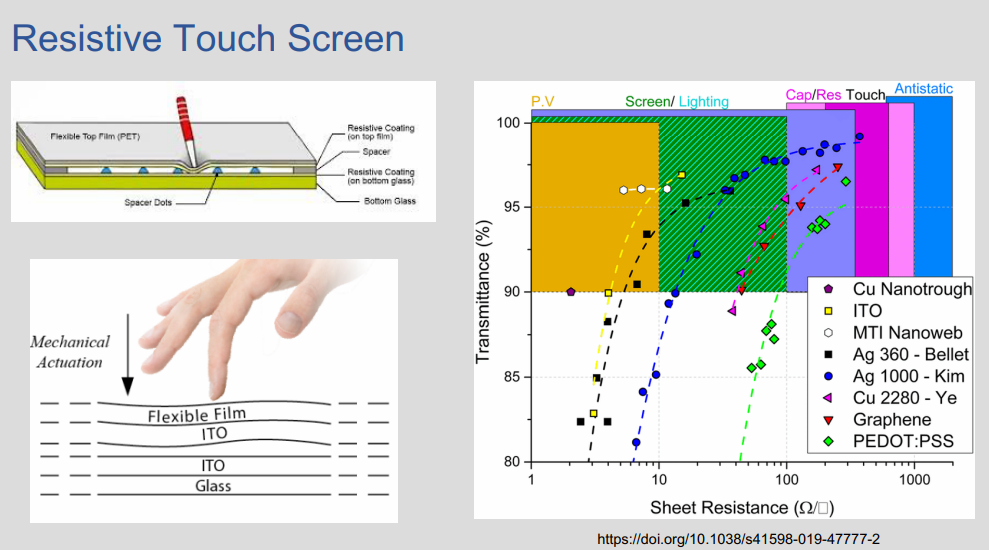 Resistive Touch Screen
Flexible Top Film (PET)
Resistive Coating
(on top film)
Spacer
Resistive Coating
(on bottom glass)
Bottom Glass
Spacer Dots
Mechanical
Actuation
Flexible Film
ITO
ITO
Glass
P.V
Screen/ Lighting
Cap/Res Touch
Antistatic
Transmittance (%)
100
95
90
85
80
1
10
100
1000
Sheet Resistance (Ω/□)
Cu Nanotrough
ITO
MTI Nanoweb
Ag 360 - Bellet
Ag 1000 - Kim
Cu 2280 - Ye
Graphene
PEDOT:PSS
https://doi.org/10.1038/s41598-019-47777-2